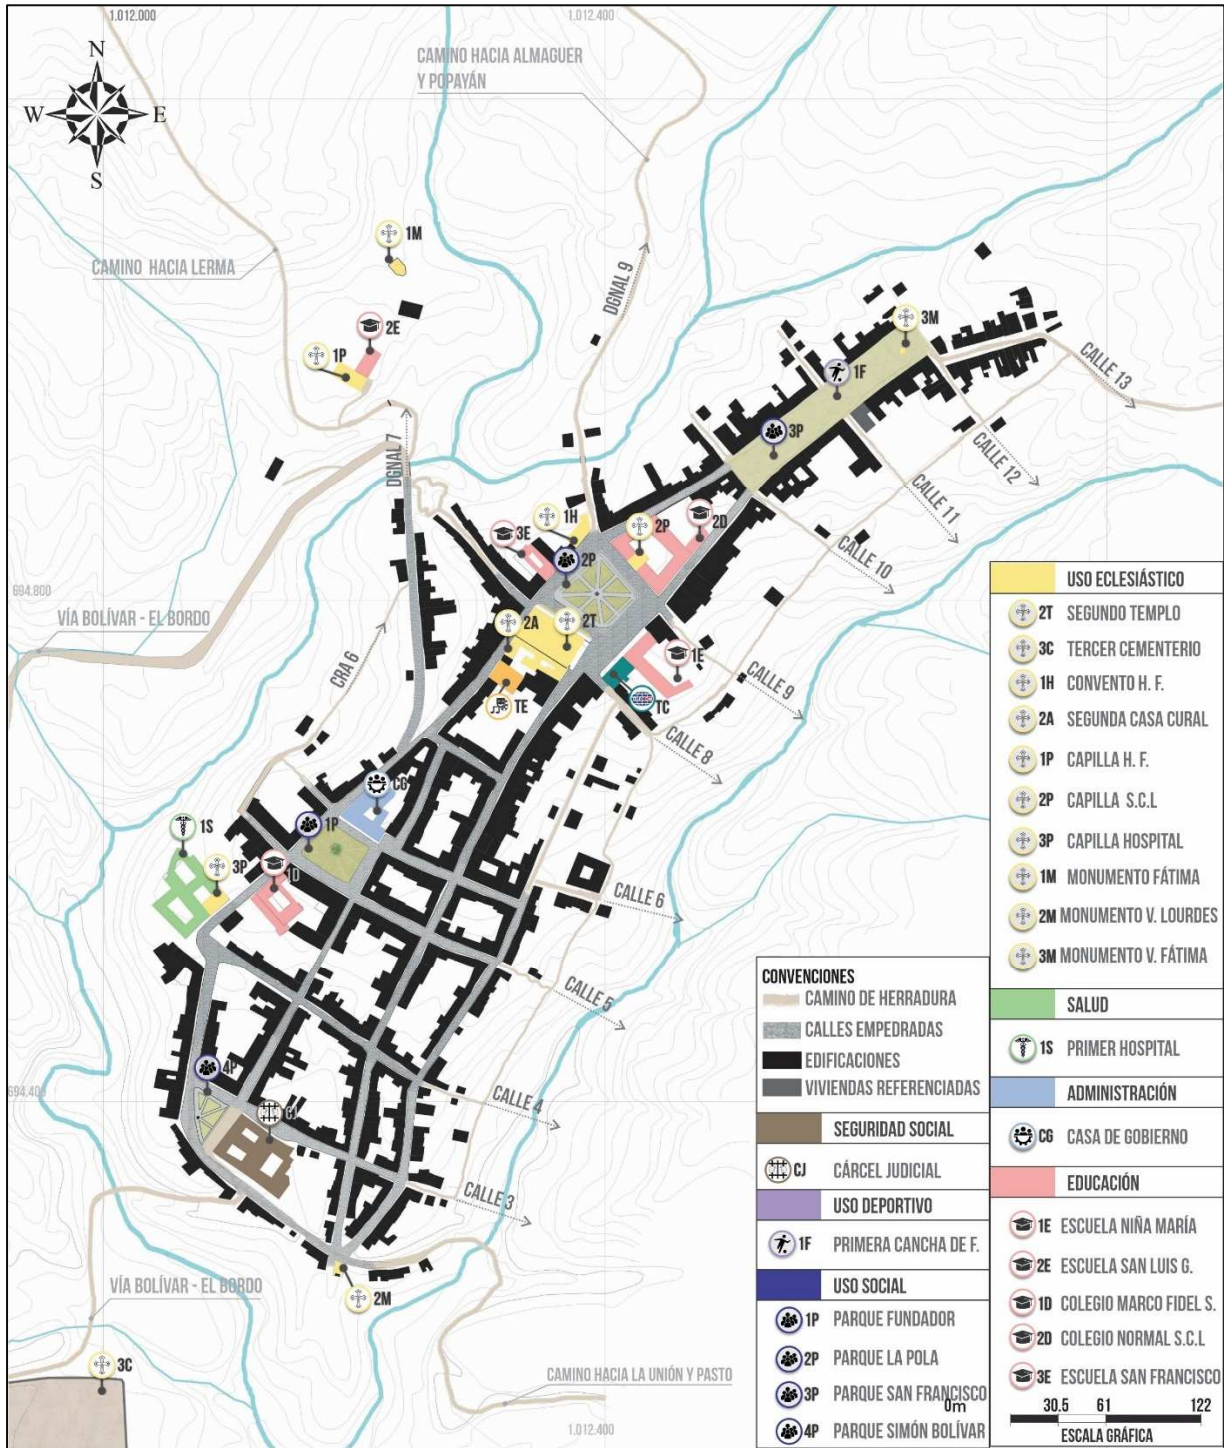 1.012.000
1.012.400
N
W
E
S
CAMINO HACIA ALMAGUER
Y POPAYÁN
1M
CAMINO HACIA LERMA
DGNAL 9
2E
1P
3M
CALLE 13
1F
3P
DGNAL 7
CALLE 12
CALLE 11
1H
2P
2D
3E
2P
CALLE 10
694.800
VÍA BOLÍVAR - EL BORDO
2A
2T
1E
CRA 6
CALLE 9
TE
TC
CALLE 8
CG
1S
1P
3P
1D
CALLE 6
CALLE 5
4P
694.400
CJ
CALLE 4
CALLE 3
VÍA BOLÍVAR - EL BORDO
2M
3C
CAMINO HACIA LA UNIÓN Y PASTO
1.012.400
CONVENCIONES
CAMINO DE HERRADURA
CALLES EMPEDRADAS
EDIFICACIONES
VIVIENDAS REFERENCIADAS
SEGURIDAD SOCIAL
CJ CÁRCEL JUDICIAL
USO DEPORTIVO
1F PRIMERA CANCHA DE F.
USO SOCIAL
1P PARQUE FUNDADOR
2P PARQUE LA POLA
3P PARQUE SAN FRANCISCO
4P PARQUE SIMÓN BOLÍVAR
USO ECLESIÁSTICO
2T SEGUNDO TEMPLO
3C TERCER CEMENTERIO
1H CONVENTO H. F.
2A SEGUNDA CASA CURAL
1P CAPILLA H. F.
2P CAPILLA S.C.L
3P CAPILLA HOSPITAL
1M MONUMENTO FÁTIMA
2M MONUMENTO V. LOURDES
3M MONUMENTO V. FÁTIMA
SALUD
1S PRIMER HOSPITAL
ADMINISTRACIÓN
CG CASA DE GOBIERNO
EDUCACIÓN
1E ESCUELA NIÑA MARÍA
2E ESCUELA SAN LUIS G.
1D COLEGIO MARCO FIDEL S.
2D COLEGIO NORMAL S.C.L
3E ESCUELA SAN FRANCISCO
0m 30.5 61 122
ESCALA GRÁFICA